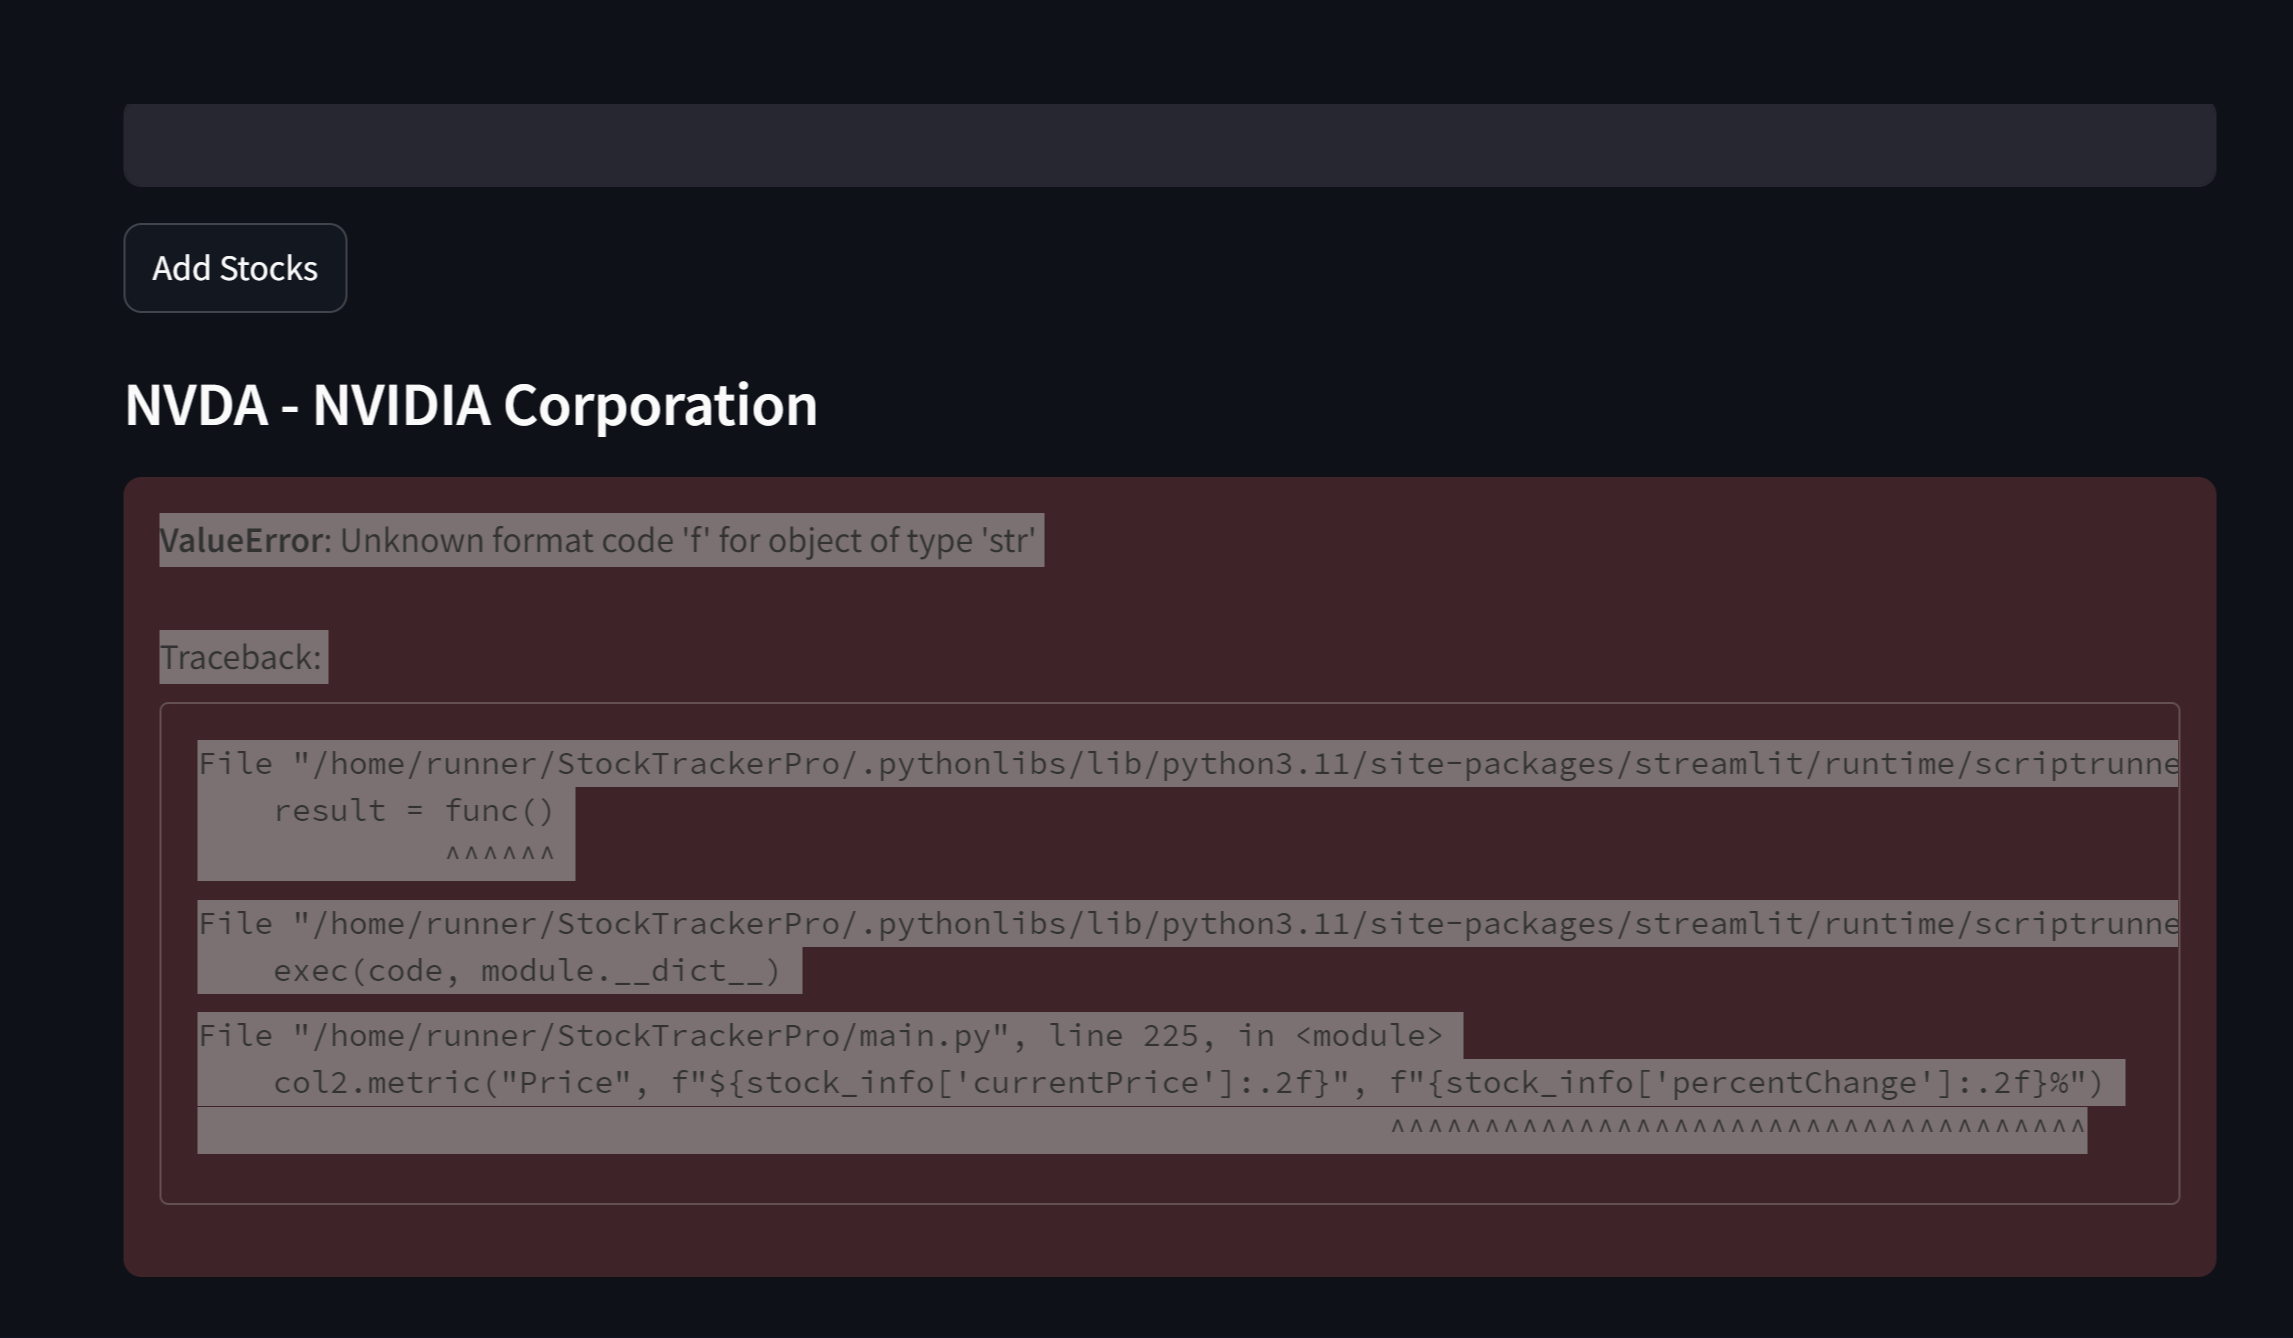 Add Stocks
NVDA - NVIDIA Corporation
ValueError: Unknown format code 'f' for object of type 'str'
Traceback:
File "/home/runner/StockTrackerPro/.pythonlibs/lib/python3.11/site-packages/streamlit/runtime/scriptrunne
    result = func()
             ^^^^^^
File "/home/runner/StockTrackerPro/.pythonlibs/lib/python3.11/site-packages/streamlit/runtime/scriptrunne
    exec(code, module.__dict__)
File "/home/runner/StockTrackerPro/main.py", line 225, in <module>
    col2.metric("Price", f"${stock_info['currentPrice']:.2f}", f"{stock_info['percentChange']:.2f}%")
                                                               ^^^^^^^^^^^^^^^^^^^^^^^^^^^^^^^^^^^^^